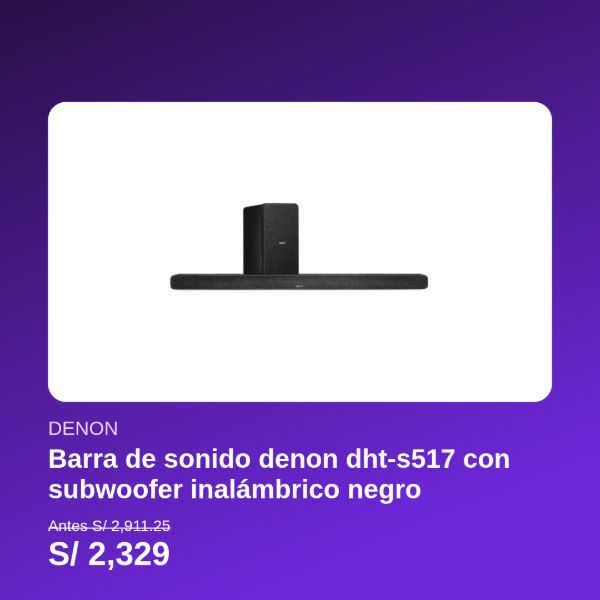 DENON
Barra de sonido denon dht-s517 con
subwoofer inalámbrico negro
Antes S/ 2,911.25
S/ 2,329